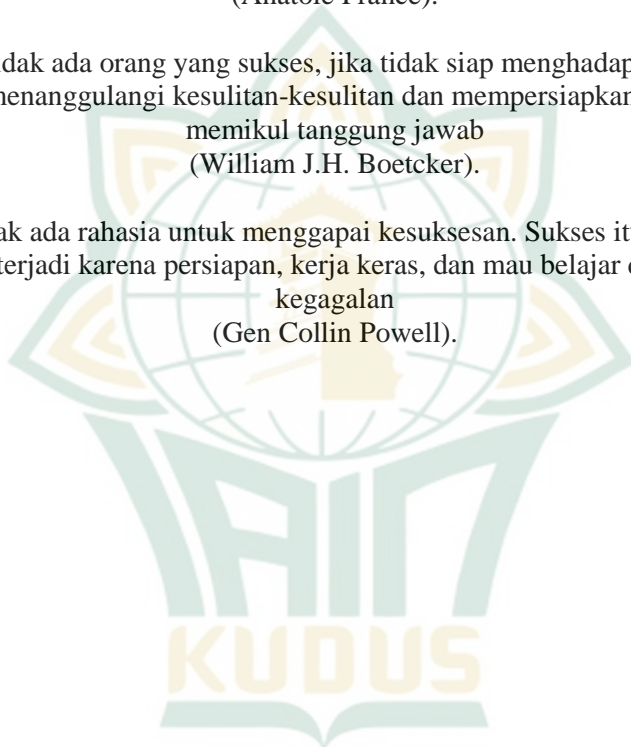 (Anatole France).
dak ada orang yang sukses, jika tidak siap menghadap
nenanggulangi kesulitan-kesulitan dan mempersiapkan
memikul tanggung jawab
(William J.H. Boetcker).
ak ada rahasia untuk menggapai kesuksesan. Sukses it
terjadi karena persiapan, kerja keras, dan mau belajar
kegagalan
(Gen Collin Powell).
IAIN
KUDUS